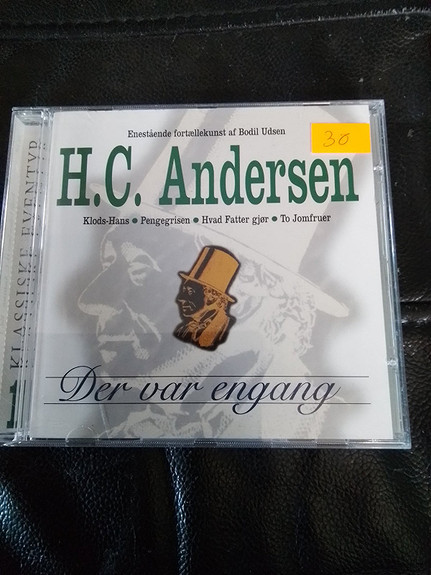 Enestående fortællekunst af Bodil Udsen
30
H.C. Andersen
Klods-Hans ● Pengegrisen ● Hvad Fatter gjør ● To Jomfruer
Der var engang
KLASSISKE EVENTYR